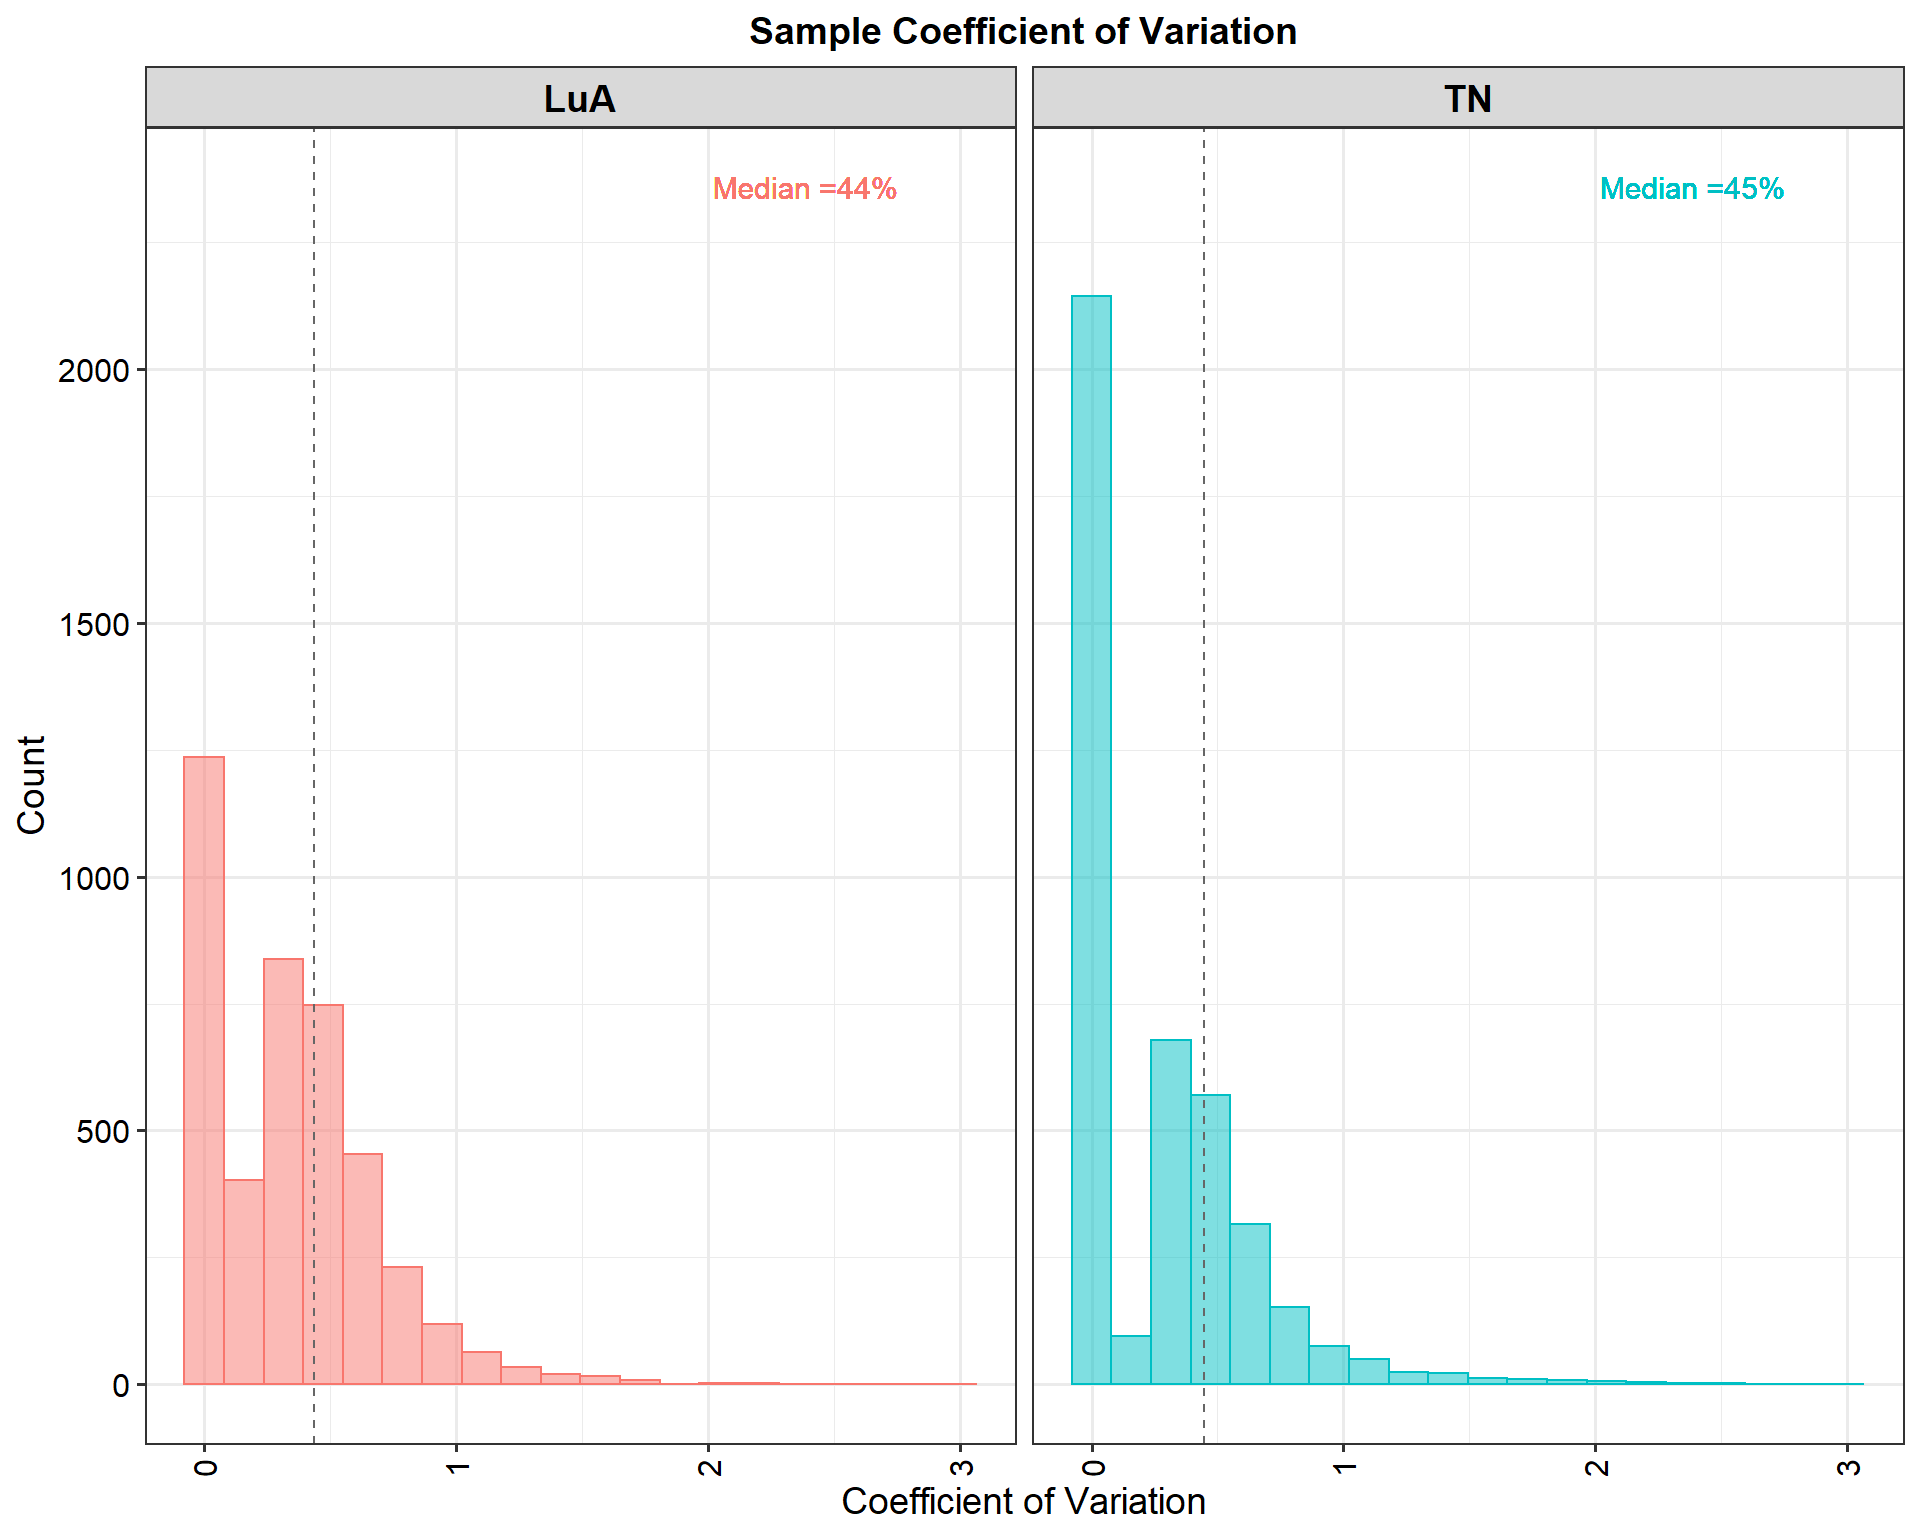 Sample Coefficient of Variation
LuA
TN
Median =44%
Median =45%
2000
1500
1000
500
0
Count
0
1
2
3
0
1
2
3
Coefficient of Variation